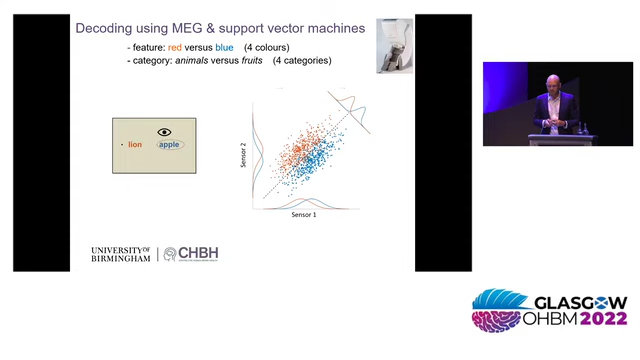 Decoding using MEG & support vector machines
- feature: red versus blue (4 colours)
- category: animals versus fruits (4 categories)
lion
apple
Sensor 2
Sensor 1
UNIVERSITY OF
BIRMINGHAM
CHBH
GLASGOW
OHBM 2022